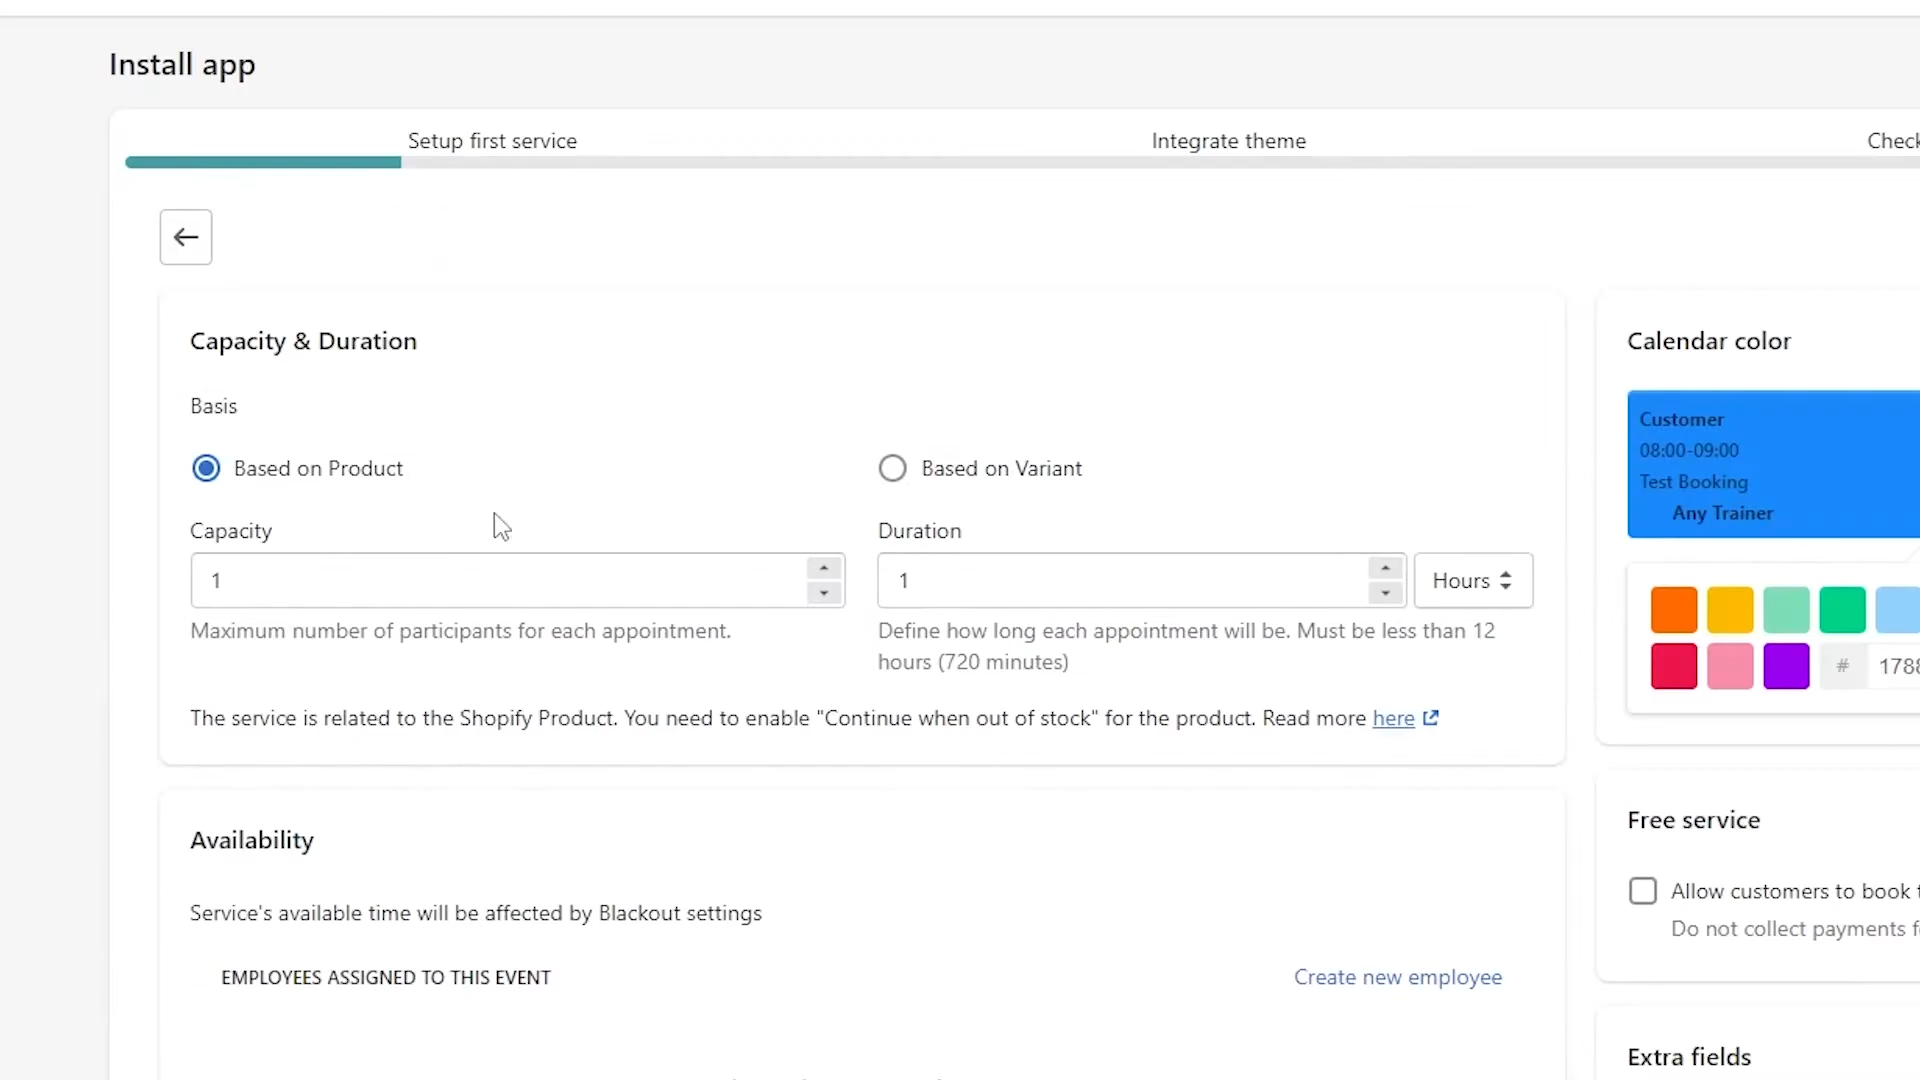 Install app
Setup first service
Integrate theme
Check
Capacity & Duration
Basis
Based on Product
Based on Variant
Capacity
1
Maximum number of participants for each appointment.
Duration
1
Hours
Define how long each appointment will be. Must be less than 12
hours (720 minutes)
The service is related to the Shopify Product. You need to enable "Continue when out of stock" for the product. Read more here
Availability
Service's available time will be affected by Blackout settings
EMPLOYEES ASSIGNED TO THIS EVENT
Create new employee
Calendar color
Customer
08:00-09:00
Test Booking
Any Trainer
# 1788
Free service
Allow customers to book
Do not collect payments
Extra fields